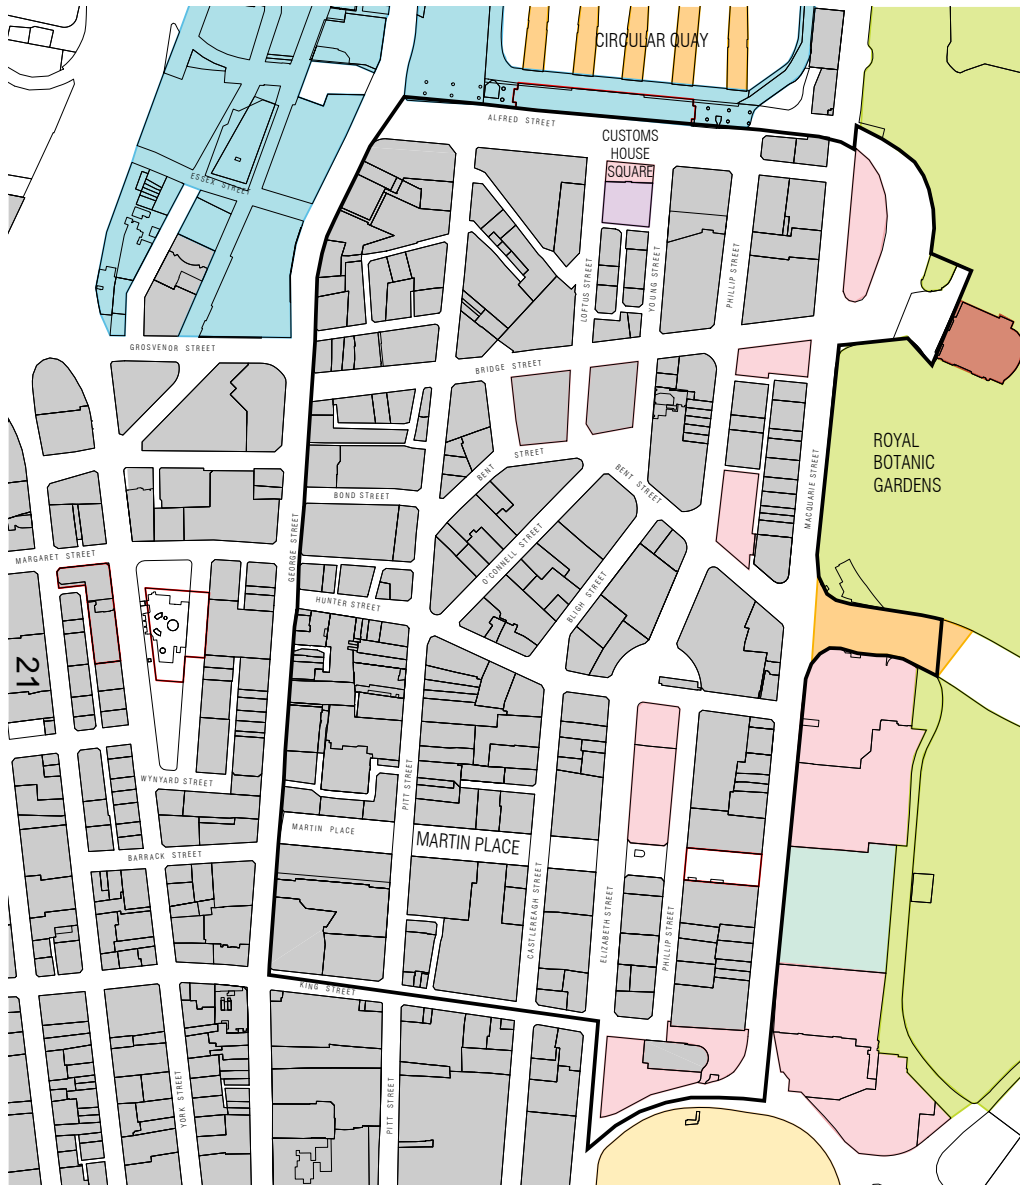 CIRCULAR QUAY
ALFRED STREET
CUSTOMS
HOUSE
SQUARE
ESSEX STREET
LOFTUS STREET
YOUNG STREET
PHILLIP STREET
GROSVENOR STREET
BRIDGE STREET
ROYAL
BOTANIC
GARDENS
BENT STREET
BENT STREET
MACQUARIE STREET
BOND STREET
GEORGE STREET
O'CONNELL STREET
MARGARET STREET
BLIGH STREET
HUNTER STREET
21
PITT STREET
WYNYARD STREET
MARTIN PLACE
MARTIN PLACE
BARRACK STREET
CASTLEREAGH STREET
ELIZABETH STREET
PHILLIP STREET
KING STREET
YORK STREET
PITT STREET